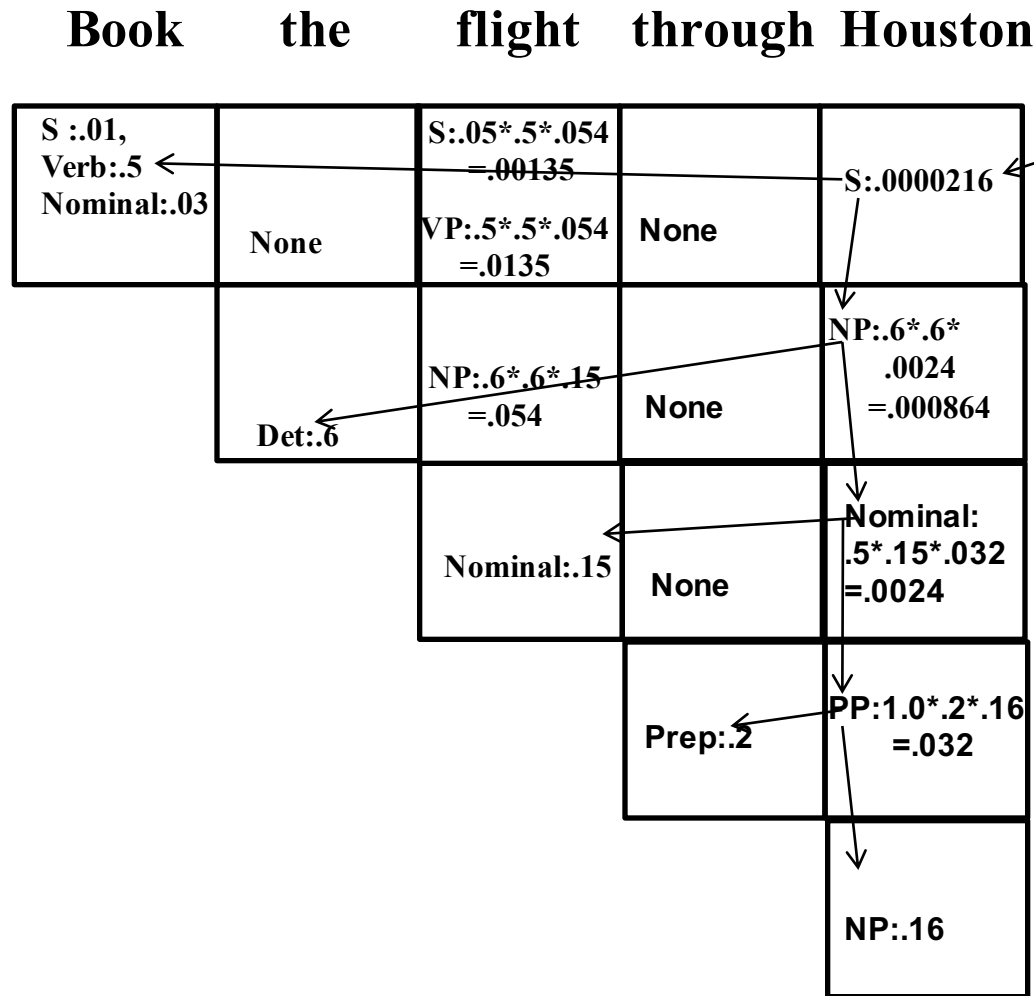 Book the flight through Houston
S :.01,
Verb:.5
Nominal:.03
None
S:.05*.5*.054
=.00135
VP:.5*.5*.054
=.0135
None
S:.0000216
Det:.6
NP:.6*.6*.15
=.054
None
NP:.6*.6*
.0024
=.000864
Nominal:.15
None
Nominal:
.5*.15*.032
=.0024
Prep:.2
PP:1.0*.2*.16
=.032
NP:.16